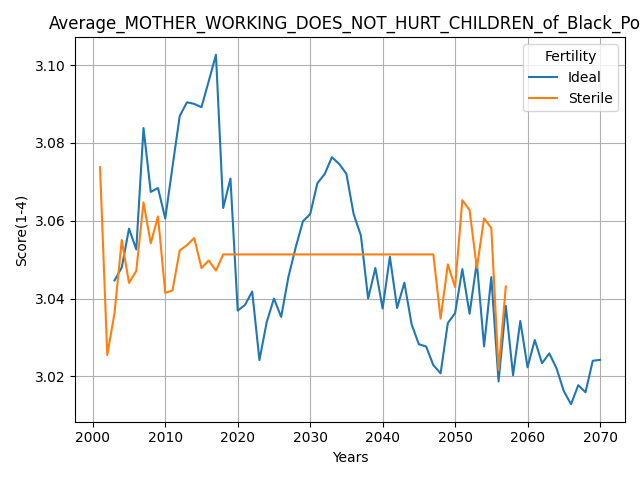 Average_MOTHER_WORKING_DOES_NOT_HURT_CHILDREN_of_Black_Po
Fertility
Ideal
Sterile
3.10
3.08
3.06
3.04
3.02
Score(1-4)
2000 2010 2020 2030 2040 2050 2060 2070
Years